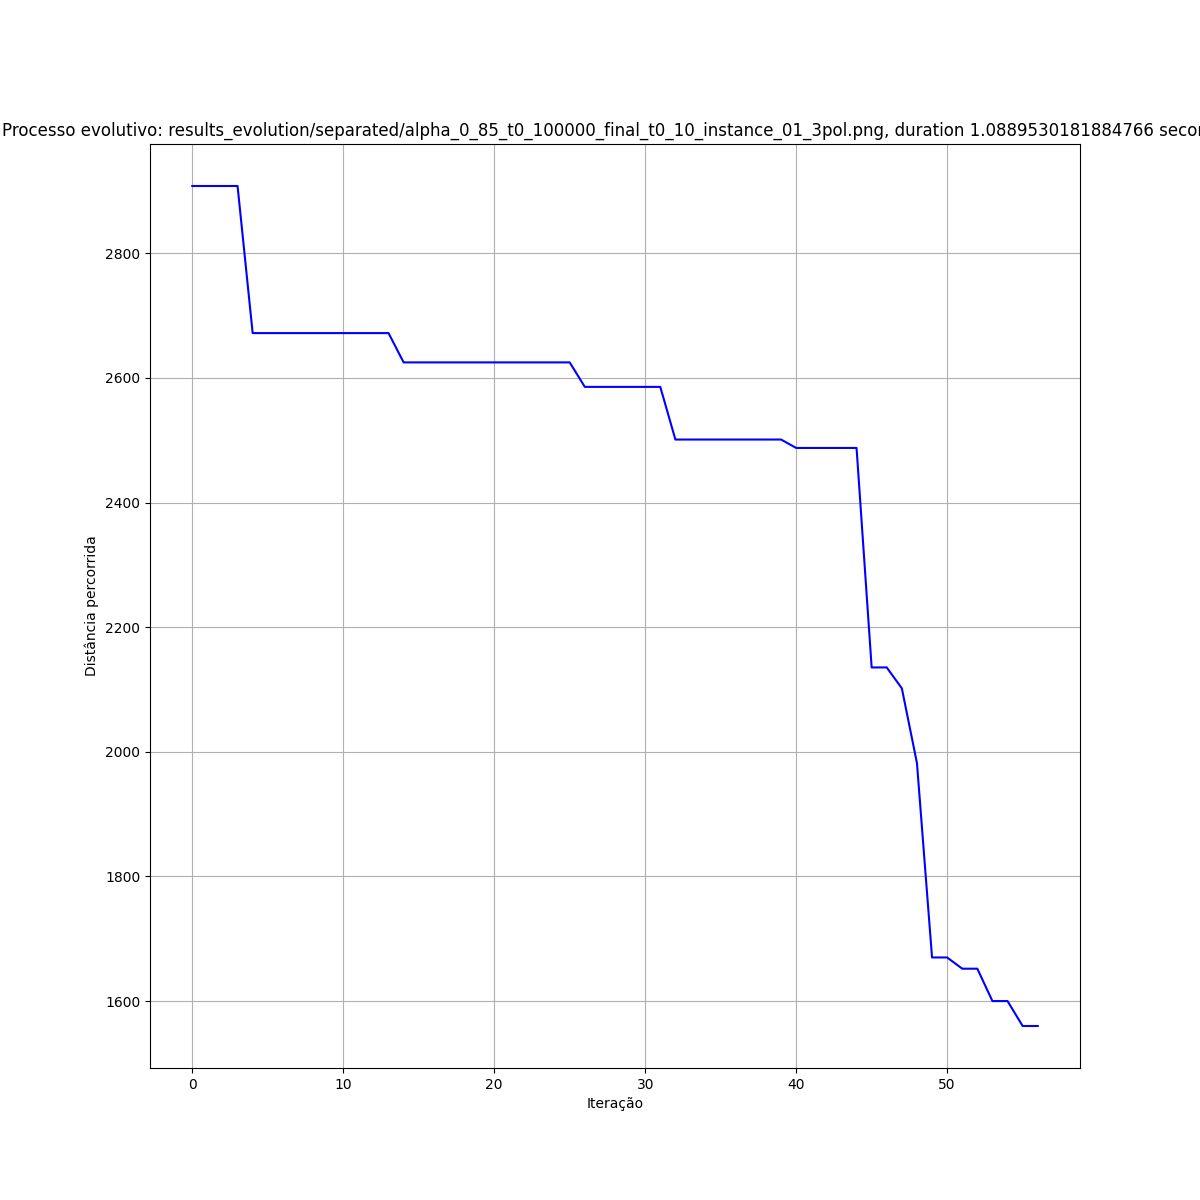 Processo evolutivo: results_evolution/separated/alpha_0_85_t0_100000_final_t0_10_instance_01_3pol.png, duration 1.0889530181884766
2800
2600
2400
2200
2000
1800
1600
Distância percorrida
0 10 20 30 40 50
Iteração